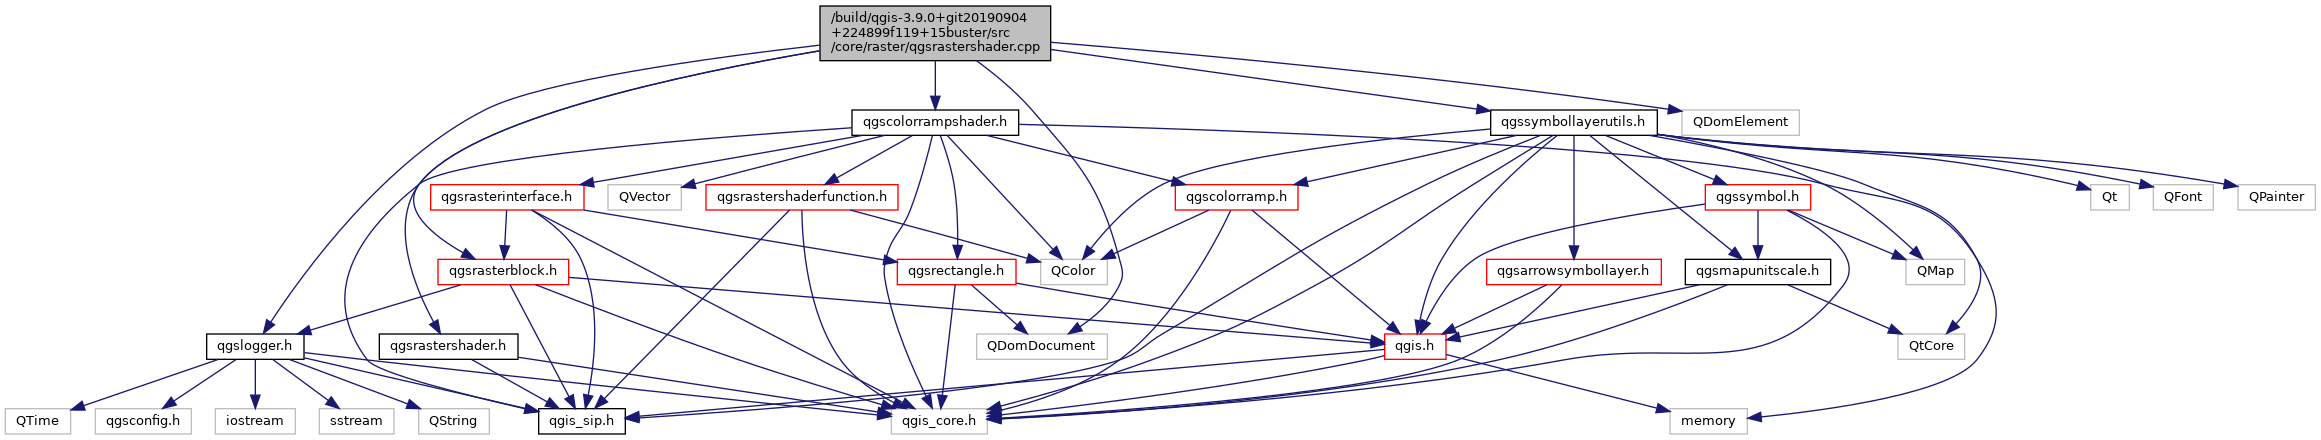 /build/qgis-3.9.0+git20190904
+224899f119+15buster/src
/core/raster/qgsrastershader.cpp
qgscolorrampshader.h
qgssymbollayerutils.h
QDomElement
qgsrasterinterface.h
QVector
qgsrastershaderfunction.h
qgscolorramp.h
qgssymbol.h
Qt
QFont
QPainter
qgsrasterblock.h
qgsrectangle.h
QColor
qgsarrowsymbollayer.h
qgsmapunitscale.h
QMap
qgslogger.h
qgsrastershader.h
QDomDocument
qgis.h
QtCore
QTime
qgsconfig.h
iostream
sstream
QString
qgis_sip.h
qgis_core.h
memory